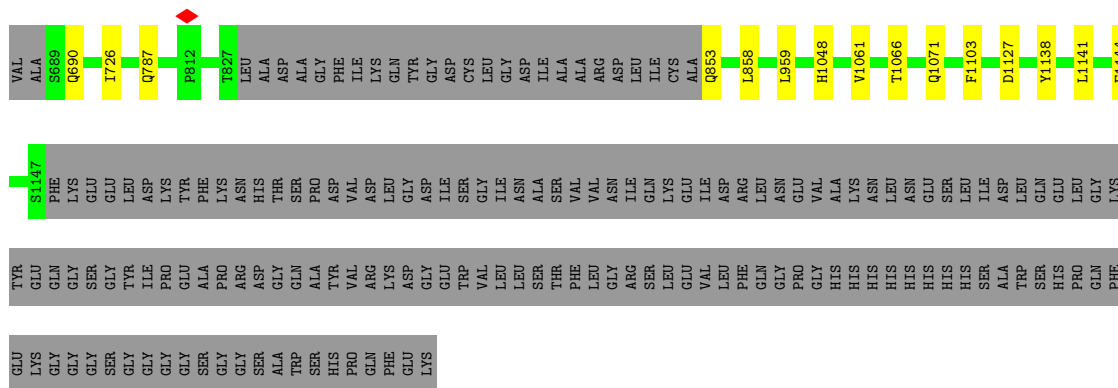 VAL ALA S689 Q690 I726 Q787 P812 T827 LEU ALA ASP ALA GLY PHE ILE LYS GLN TYR GLY ASP CYS LEU GLY ASP ILE ALA ALA ARG ASP LEU ILE CYS ALA Q853 L858 L959 H1048 V1061 T1066 Q1071 F1103 D1127 Y1138 L1141
S1147 PHE LYS GLU GLU LEU ASP LYS TYR PHE LYS ASN HIS THR SER PRO ASP VAL ASP LEU GLY ASP ILE SER GLY ILE ASN ALA SER VAL VAL ASN ILE GLN LYS GLU ILE ASP ARG LEU ASN GLU VAL ALA LYS ASN LEU ASN GLU SER LEU ILE ASP LEU GLN GLU LEU GLY LYS
TYR GLU GLN GLY SER GLY TYR ILE PRO GLU ALA PRO ARG ASP GLY GLN ALA TYR VAL ARG LYS ASP GLY GLU TRP VAL LEU LEU SER THR PHE LEU GLY ARG SER LEU GLU VAL LEU PHE GLN GLY PRO GLY HIS HIS HIS HIS HIS HIS HIS HIS SER ALA TRP SER HIS PRO GLN PHE
GLU LYS GLY GLY GLY SER GLY GLY GLY GLY SER GLY GLY SER ALA TRP SER HIS PRO GLN PHE GLU LYS